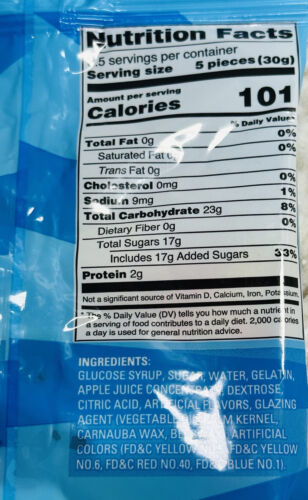 Nutrition Facts
.5 servings per container
Serving size 5 pieces (30g)
Amount per serving
Calories 101
% Daily Value*
Total Fat 0g 0%
Saturated Fat 0g 0%
Trans Fat 0g
Cholesterol 0mg 0%
Sodium 9mg 1%
Total Carbohydrate 23g 8%
Dietary Fiber 0g 0%
Total Sugars 17g
Includes 17g Added Sugars 33%
Protein 2g
Not a significant source of Vitamin D, Calcium, Iron, Potassium
* The % Daily Value (DV) tells you how much a nutrient in
a serving of food contributes to a daily diet. 2,000 calories
a day is used for general nutrition advice.
INGREDIENTS:
GLUCOSE SYRUP, SUGAR, WATER, GELATIN,
APPLE JUICE CONCENTRATE, DEXTROSE,
CITRIC ACID, ARTIFICIAL FLAVORS, GLAZING
AGENT (VEGETABLE PALM KERNEL,
CARNAUBA WAX, ARTIFICIAL
COLORS (FD&C YELLOW NO.5, FD&C YELLOW
NO.6, FD&C RED NO.40, FD&C BLUE NO.1).